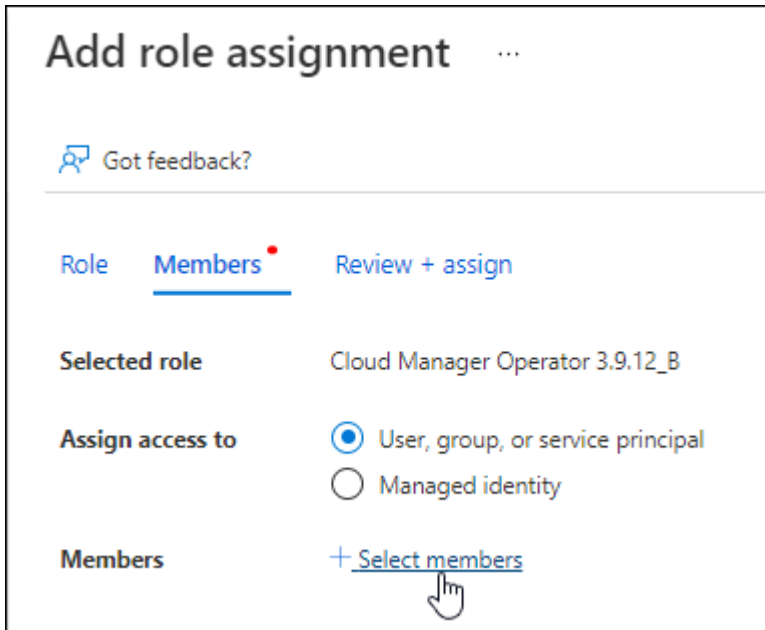 Add role assignment ...
Got feedback?
Role Members Review + assign
Selected role Cloud Manager Operator 3.9.12_B
Assign access to User, group, or service principal
Managed identity
Members + Select members